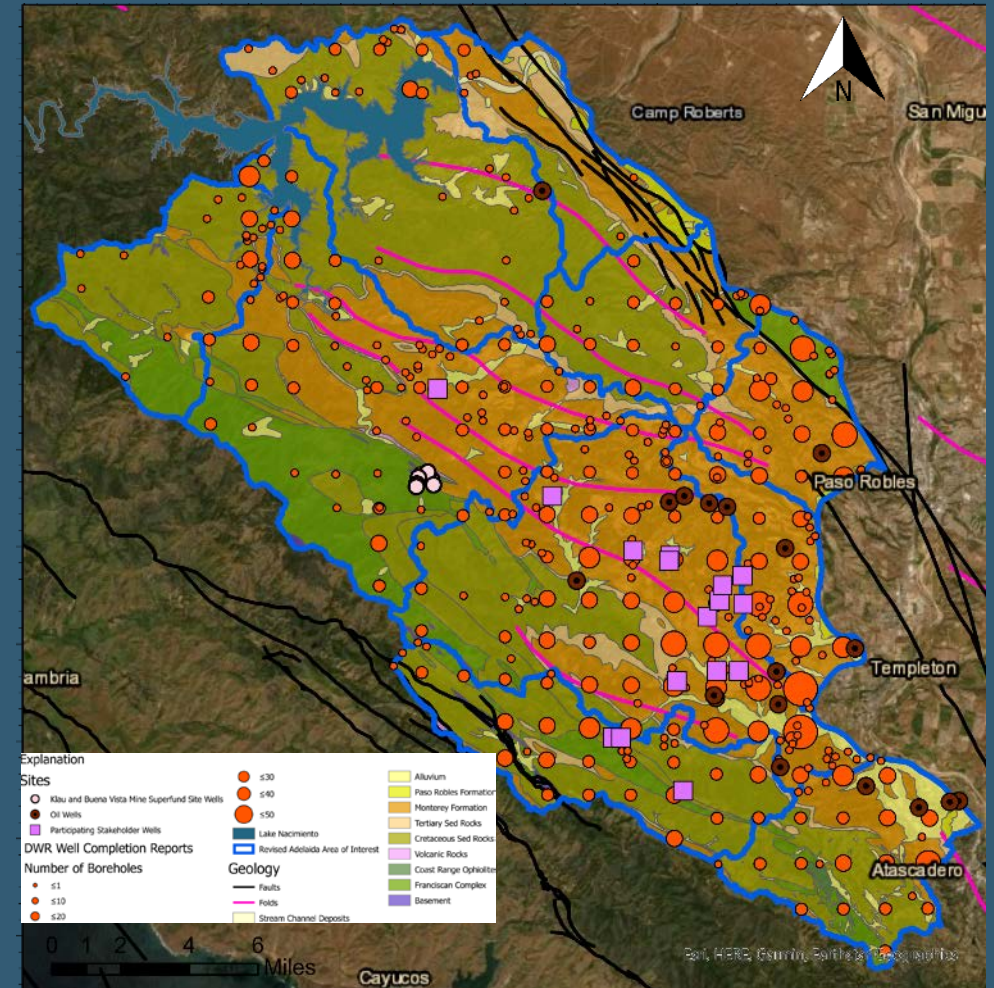 N
Camp Roberts
San Migu
Paso Robles
Templeton
ambria
Atascadero
Cayucos
Explanation
Sites
Klau and Buena Vista Mine Superfund Site Wells
Oil Wells
Participating Stakeholder Wells
DWR Well Completion Reports
Number of Boreholes
≤1
≤10
≤20
≤30
≤40
≤50
Lake Nacimiento
Revised Adelaida Area of Interest
Geology
Faults
Folds
Stream Channel Deposits
Alluvium
Paso Robles Formation
Monterey Formation
Tertiary Sed Rocks
Cretaceous Sed Rocks
Volcanic Rocks
Coast Range Ophiolite
Franciscan Complex
Basement
0 1 2 4 6
Miles
Esri, HERE, Garmin, Earthstar Geographics